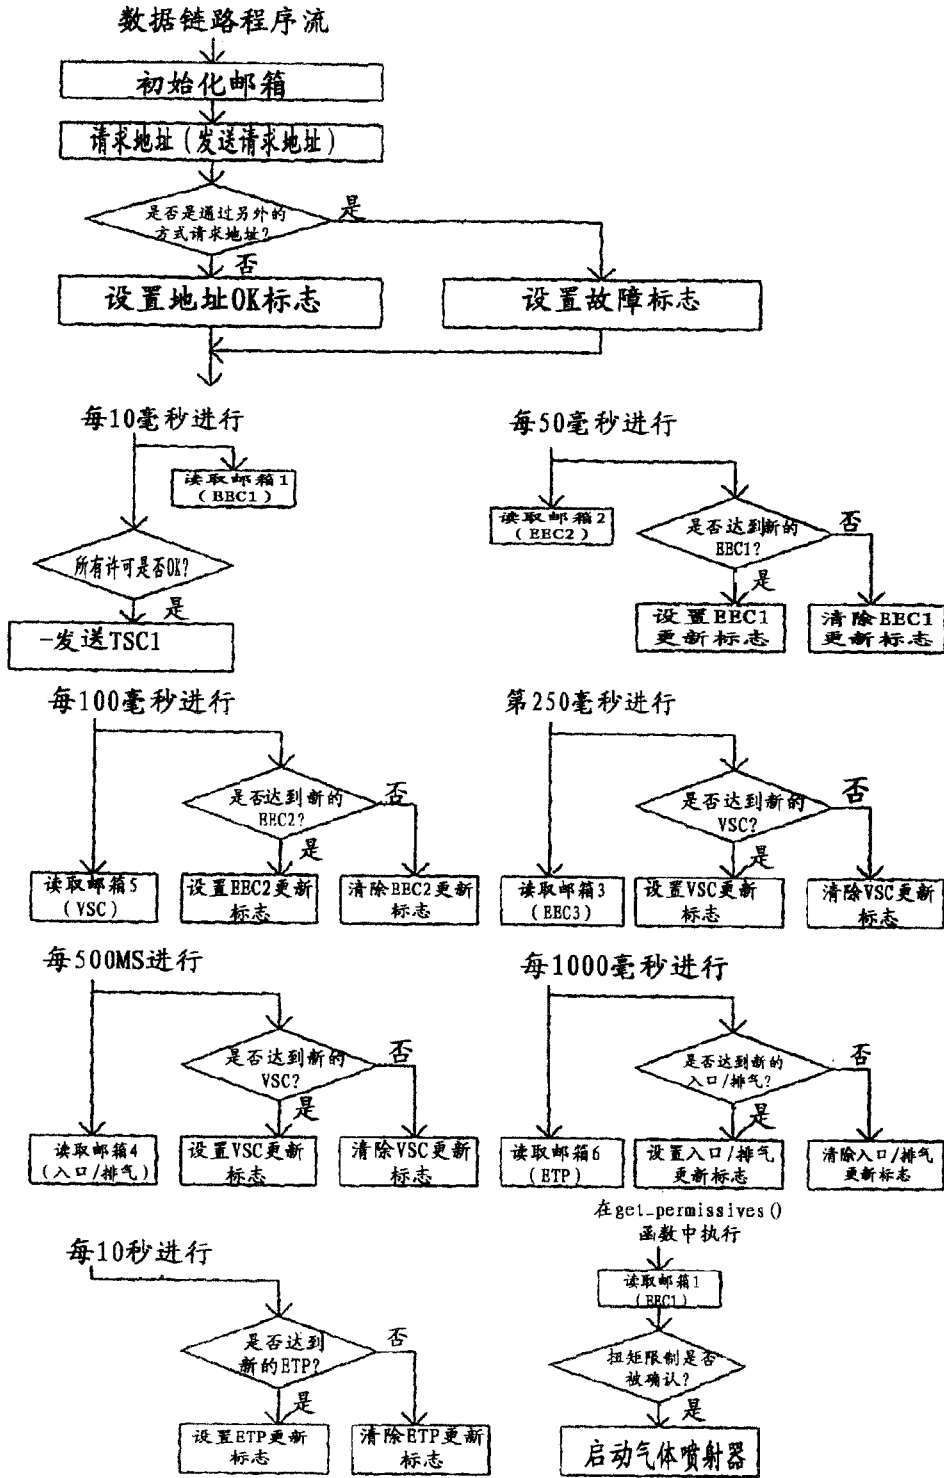 数据链路程序流
初始化邮箱
请求地址(发送请求地址)
是否是通过另外的
方式请求地址?
是
否
设置地址OK标志
设置故障标志
每10毫秒进行
读取邮箱1
(EEC1)
所有许可是否OK?
是
-发送TSC1
每50毫秒进行
读取邮箱2
(EEC2)
是否达到新的
EEC1?
否
是
设置EEC1
更新标志
清除EEC1
更新标志
每100毫秒进行
是否达到新的
EEC2?
否
是
读取邮箱5
(VSC)
设置EEC2更新
标志
清除EEC2更新
标志
第250毫秒进行
是否达到新的
VSC?
否
是
读取邮箱3
(EEC3)
设置VSC更新
标志
清除VSC更新
标志
每500MS进行
是否达到新的
VSC?
否
是
读取邮箱4
(入口/排气)
设置VSC更新
标志
清除VSC更新
标志
每1000毫秒进行
是否达到新的
入口/排气?
否
是
读取邮箱6
(ETP)
设置入口/排气
更新标志
清除入口/排气
更新标志
每10秒进行
是否达到
新的ETP?
否
是
设置ETP更新
标志
清除ETP更新
标志
在get_permissives()
函数中执行
读取邮箱1
(EEC1)
扭矩限制是否
被确认?
是
启动气体喷射器